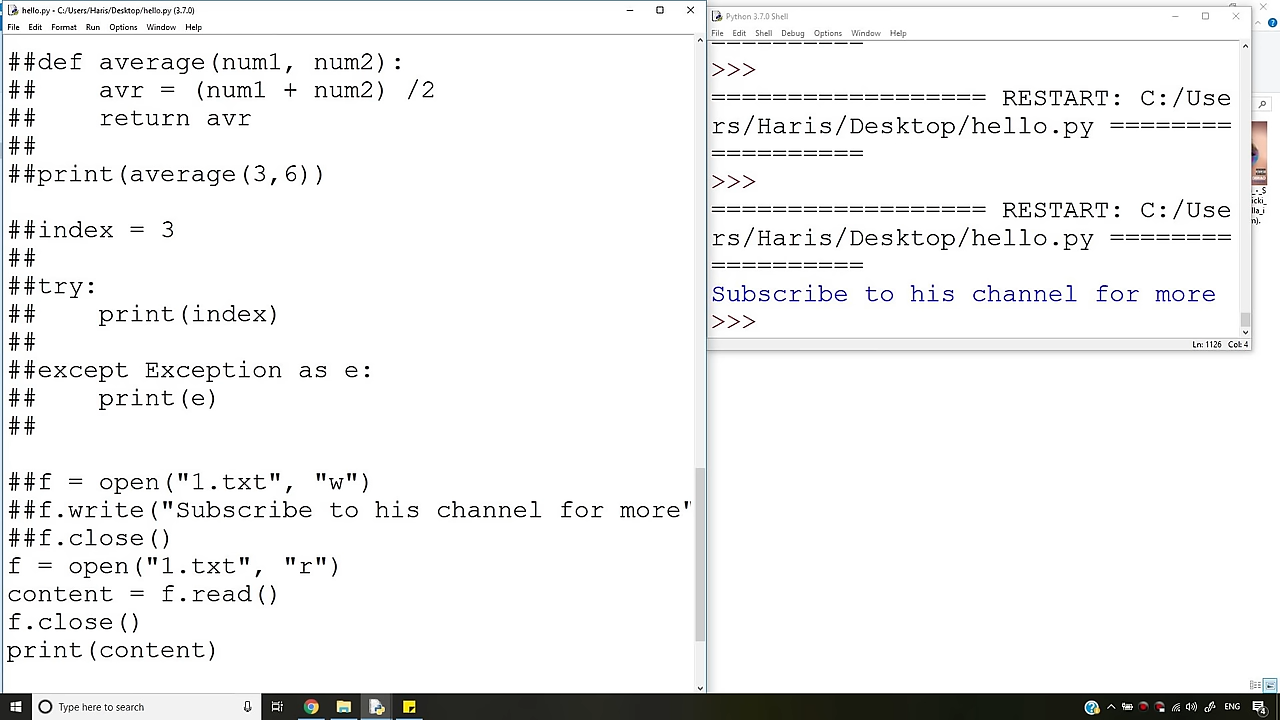 hello.py - C:/Users/Haris/Desktop/hello.py (3.7.0)
File Edit Format Run Options Window Help
##def average(num1, num2):
##    avr = (num1 + num2) /2
##    return avr
##
##print(average(3,6))
##index = 3
##
##try:
##    print(index)
##
##except Exception as e:
##    print(e)
##
##f = open("1.txt", "w")
##f.write("Subscribe to his channel for more"
##f.close()
f = open("1.txt", "r")
content = f.read()
f.close()
print(content)
Python 3.7.0 Shell
File Edit Shell Debug Options Window Help
==========
>>>
================== RESTART: C:/Use
rs/Haris/Desktop/hello.py ========
==========
>>>
================== RESTART: C:/Use
rs/Haris/Desktop/hello.py ========
==========
Subscribe to his channel for more
>>>
Ln: 1126 Col: 4
Type here to search
ENG